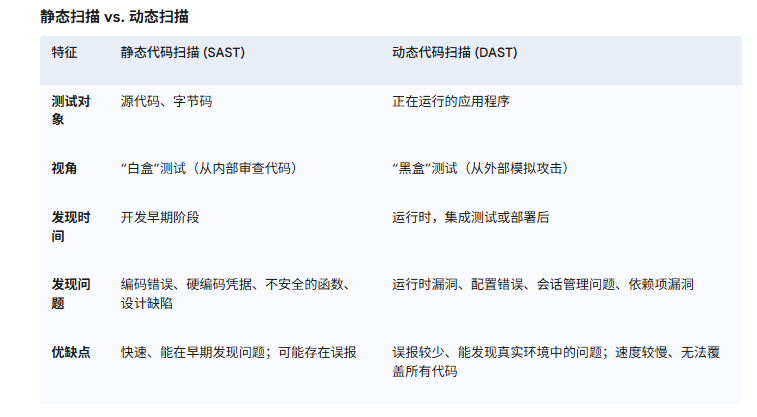 静态扫描 vs. 动态扫描
特征 静态代码扫描 (SAST) 动态代码扫描 (DAST)
测试对象 源代码、字节码 正在运行的应用程序
视角 “白盒”测试（从内部审查代码） “黑盒”测试（从外部模拟攻击）
发现时间 开发早期阶段 运行时，集成测试或部署后
发现问题 编码错误、硬编码凭据、不安全的函数、设计缺陷 运行时漏洞、配置错误、会话管理问题、依赖项漏洞
优缺点 快速、能在早期发现问题；可能存在误报 误报较少、能发现真实环境中的问题；速度较慢、无法覆盖所有代码